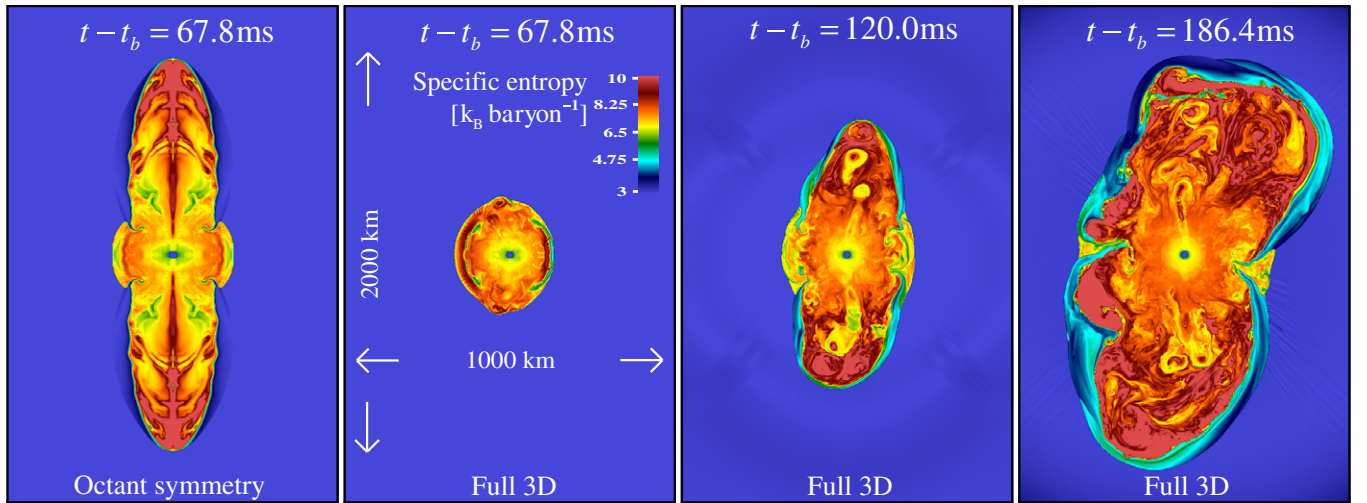 t − t_b = 67.8ms
Octant symmetry
t − t_b = 67.8ms
Specific entropy
[k_B baryon⁻¹]
10
8.25
6.5
4.75
3
2000 km
1000 km
Full 3D
t − t_b = 120.0ms
Full 3D
t − t_b = 186.4ms
Full 3D